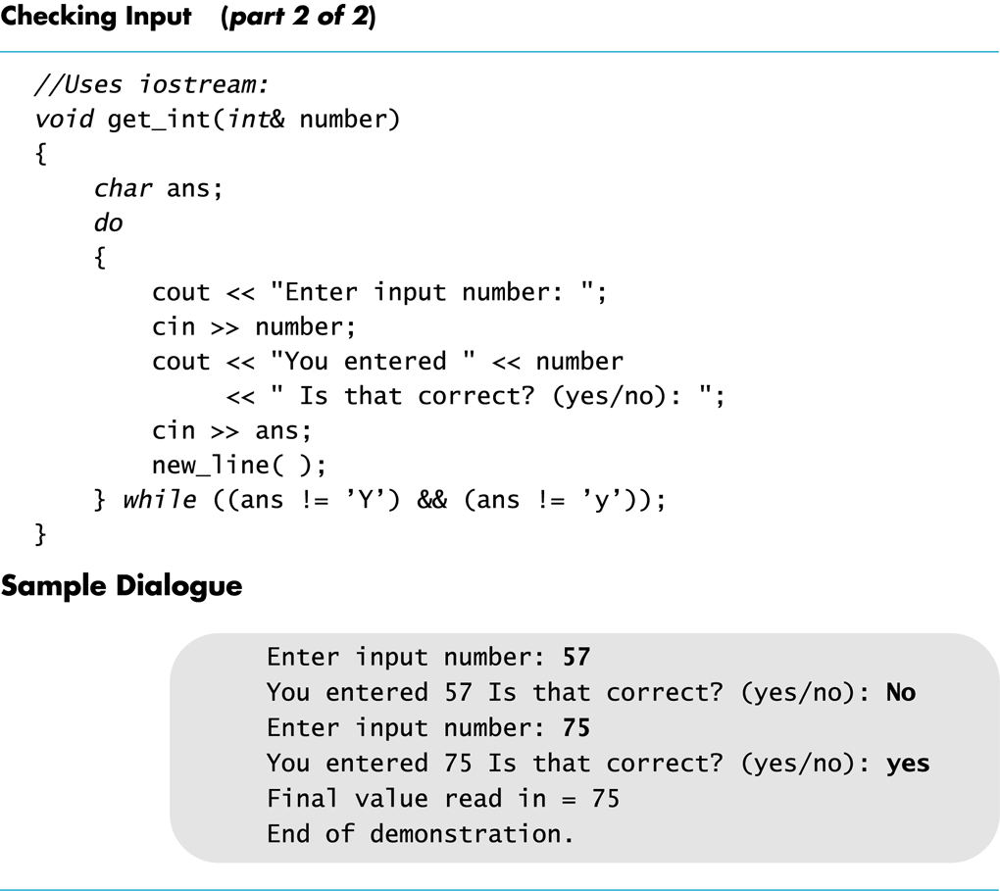 Checking Input (part 2 of 2)
//Uses iostream:
void get_int(int& number)
{
    char ans;
    do
    {
        cout << "Enter input number: ";
        cin >> number;
        cout << "You entered " << number
             << " Is that correct? (yes/no): ";
        cin >> ans;
        new_line( );
    } while ((ans != ’Y’) && (ans != ’y’));
}
Sample Dialogue
Enter input number: 57
You entered 57 Is that correct? (yes/no): No
Enter input number: 75
You entered 75 Is that correct? (yes/no): yes
Final value read in = 75
End of demonstration.